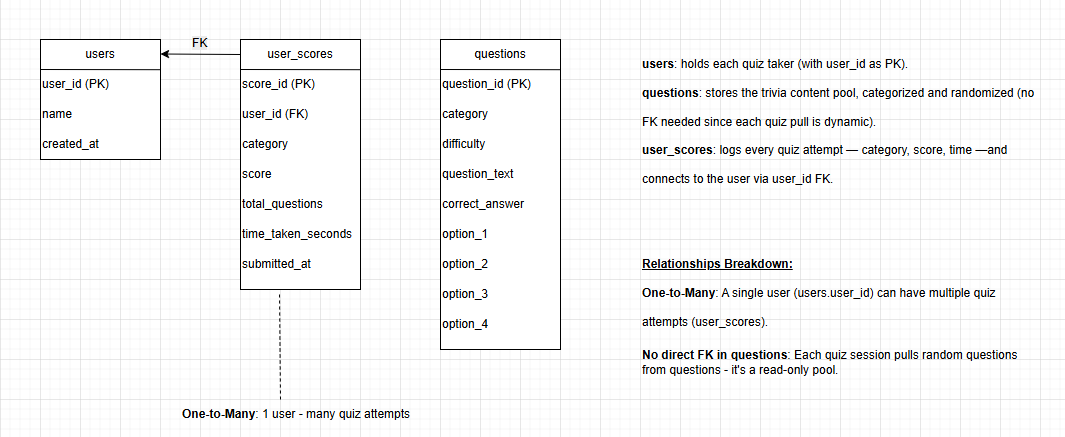 users
user_id (PK)
name
created_at
FK
user_scores
score_id (PK)
user_id (FK)
category
score
total_questions
time_taken_seconds
submitted_at
One-to-Many: 1 user - many quiz attempts
questions
question_id (PK)
category
difficulty
question_text
correct_answer
option_1
option_2
option_3
option_4
users: holds each quiz taker (with user_id as PK).
questions: stores the trivia content pool, categorized and randomized (no
FK needed since each quiz pull is dynamic).
user_scores: logs every quiz attempt — category, score, time —and
connects to the user via user_id FK.
Relationships Breakdown:
One-to-Many: A single user (users.user_id) can have multiple quiz
attempts (user_scores).
No direct FK in questions: Each quiz session pulls random questions
from questions - it's a read-only pool.